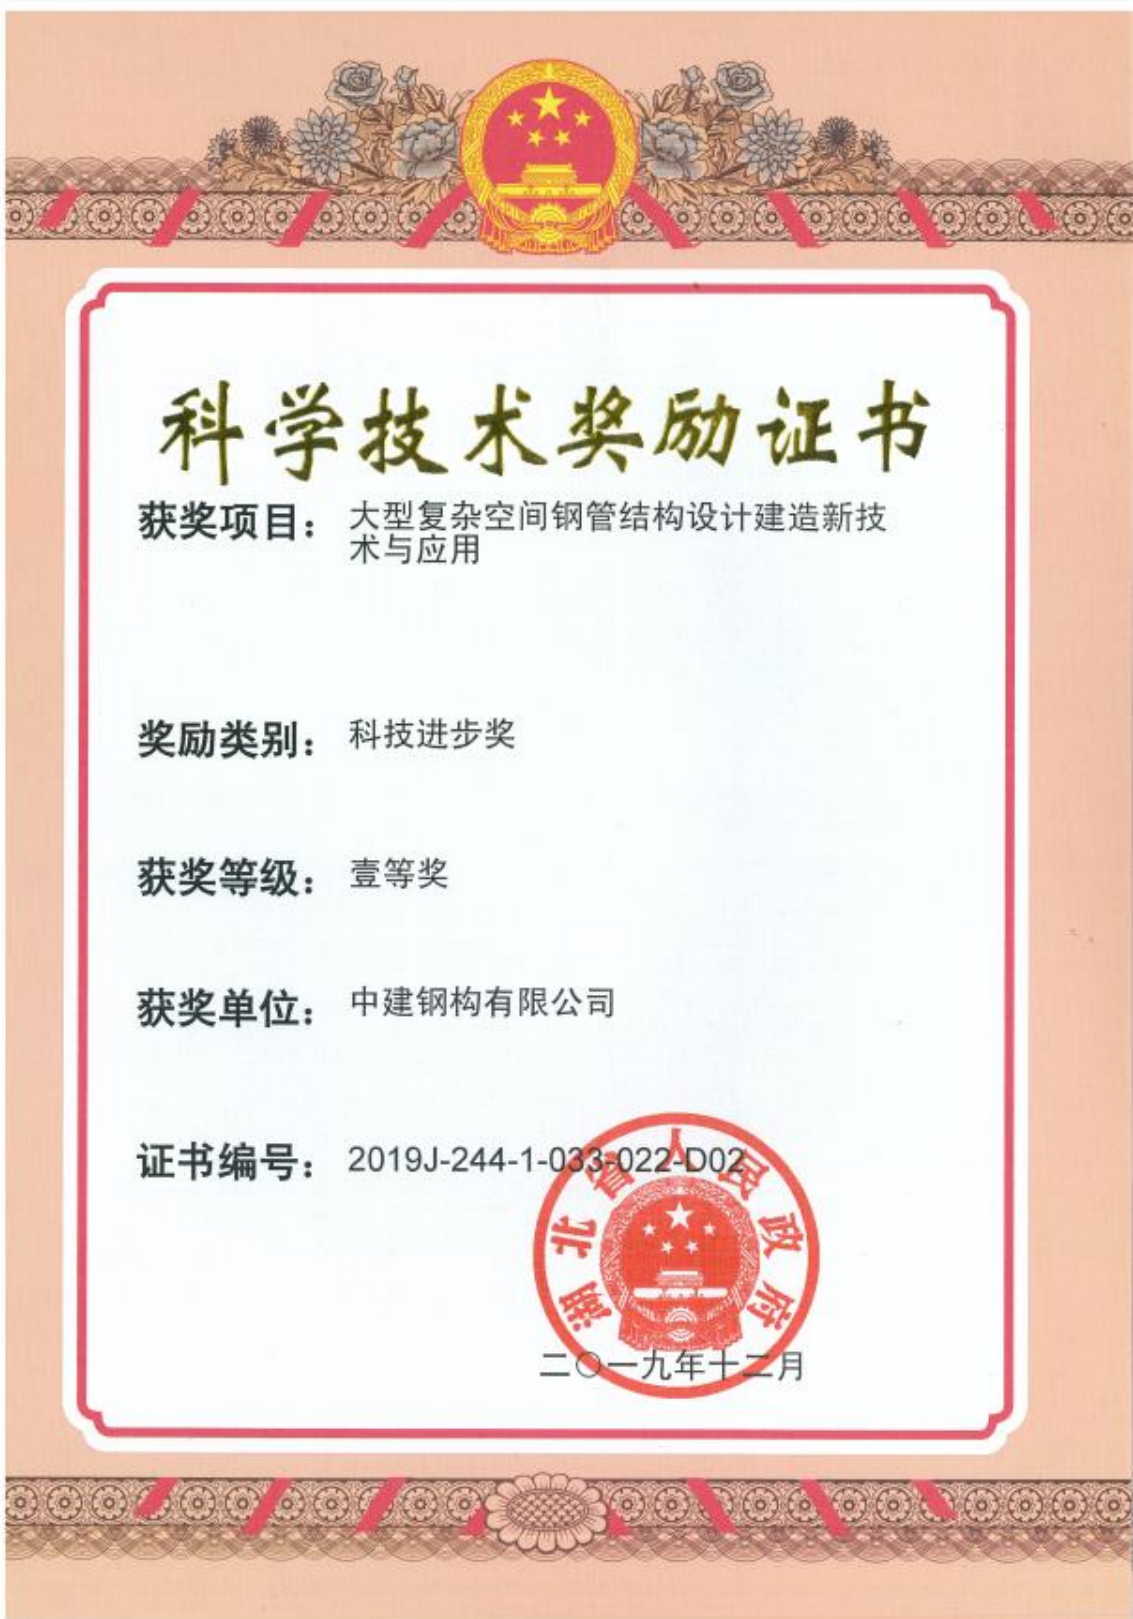 科学技术奖励证书
获奖项目： 大型复杂空间钢管结构设计建造新技
术与应用
奖励类别： 科技进步奖
获奖等级： 壹等奖
获奖单位： 中建钢构有限公司
证书编号： 2019J-244-1-033-022-D02
湖北省人民政府
二〇一九年十二月